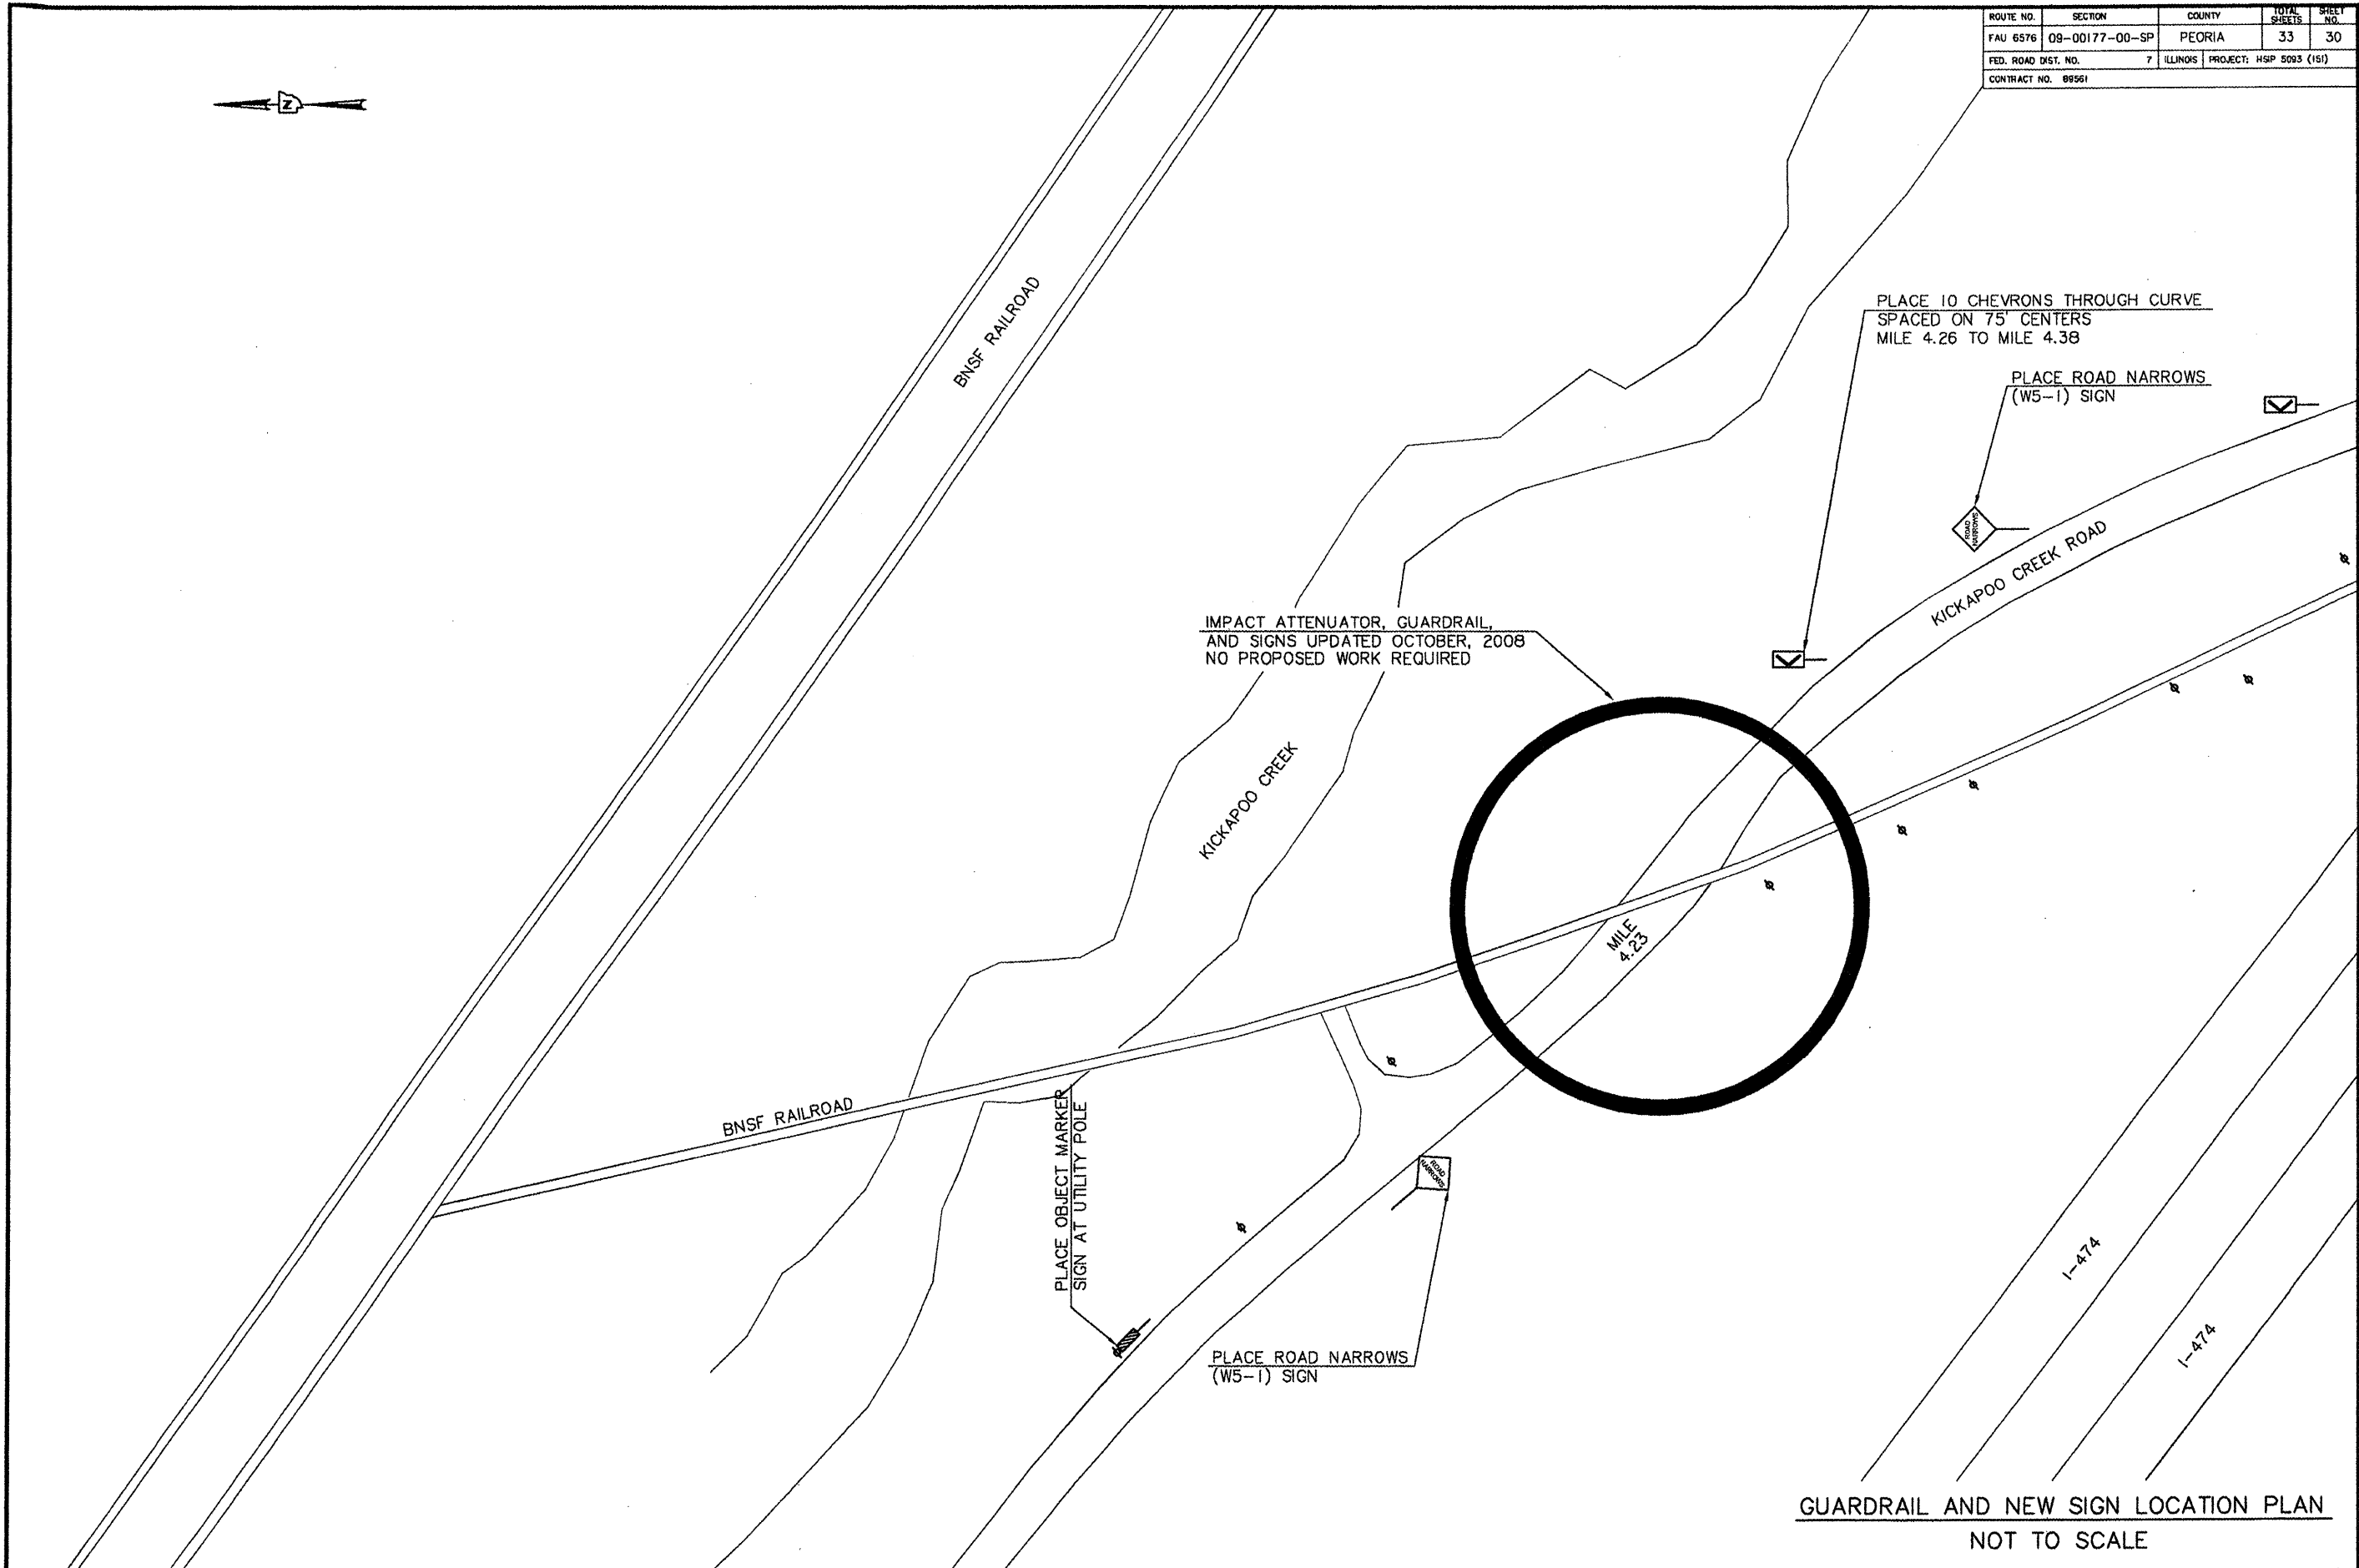 ROUTE NO. SECTION COUNTY TOTAL SHEETS SHEET NO.
FAU 6576 09-00177-00-SP PEORIA 33 30
FED. ROAD DIST. NO. 7 ILLINOIS PROJECT: HSIP 5093 (151)
CONTRACT NO. 89561
Z
BNSF RAILROAD
PLACE 10 CHEVRONS THROUGH CURVE
SPACED ON 75' CENTERS
MILE 4.26 TO MILE 4.38
PLACE ROAD NARROWS
(W5-1) SIGN
ROAD
NARROWS
KICKAPOO CREEK ROAD
IMPACT ATTENUATOR, GUARDRAIL,
AND SIGNS UPDATED OCTOBER, 2008
NO PROPOSED WORK REQUIRED
KICKAPOO CREEK
MILE
4.23
BNSF RAILROAD
PLACE OBJECT MARKER
SIGN AT UTILITY POLE
ROAD
NARROWS
PLACE ROAD NARROWS
(W5-1) SIGN
I-474
I-474
GUARDRAIL AND NEW SIGN LOCATION PLAN
NOT TO SCALE